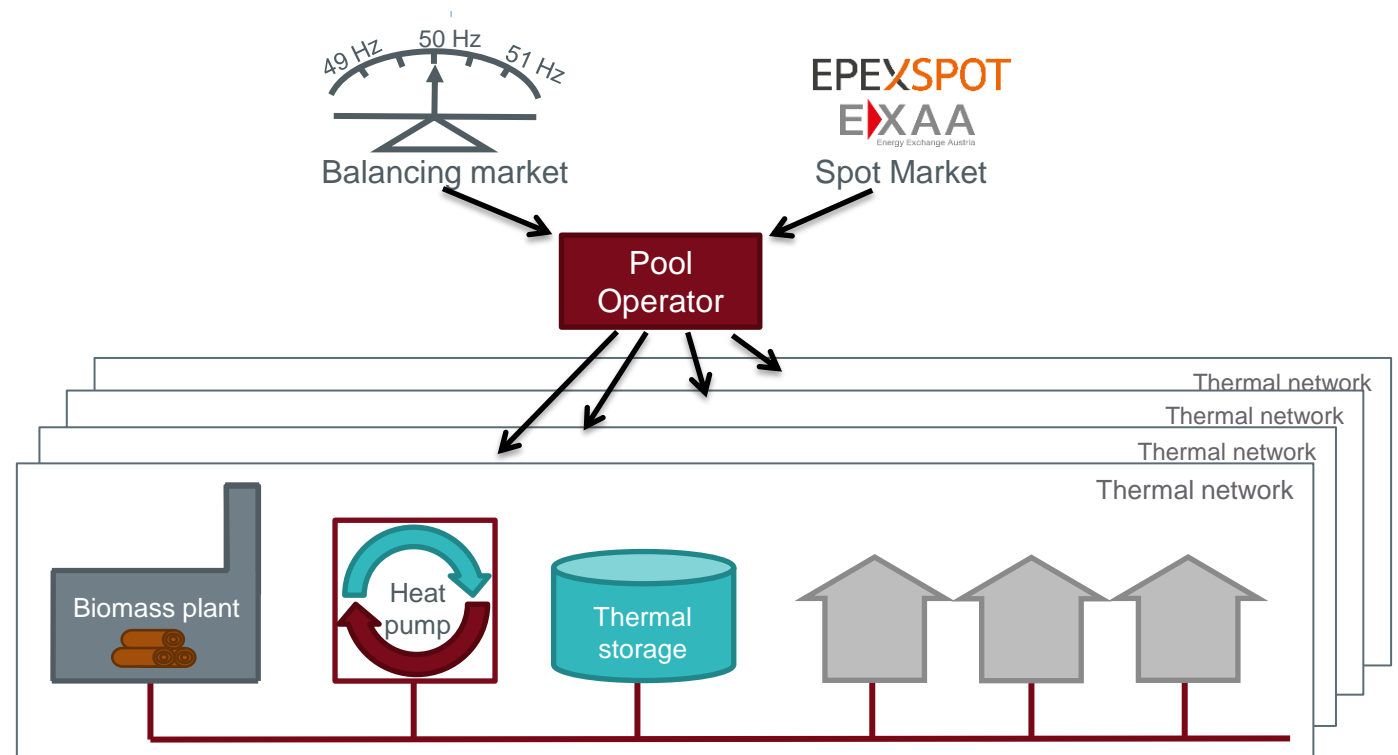 49 Hz
50 Hz
51 Hz
EPEXSPOT
EXAA
Energy Exchange Austria
Balancing market
Spot Market
Pool
Operator
Thermal network
Thermal network
Thermal network
Thermal network
Biomass plant
Heat
pump
Thermal
storage